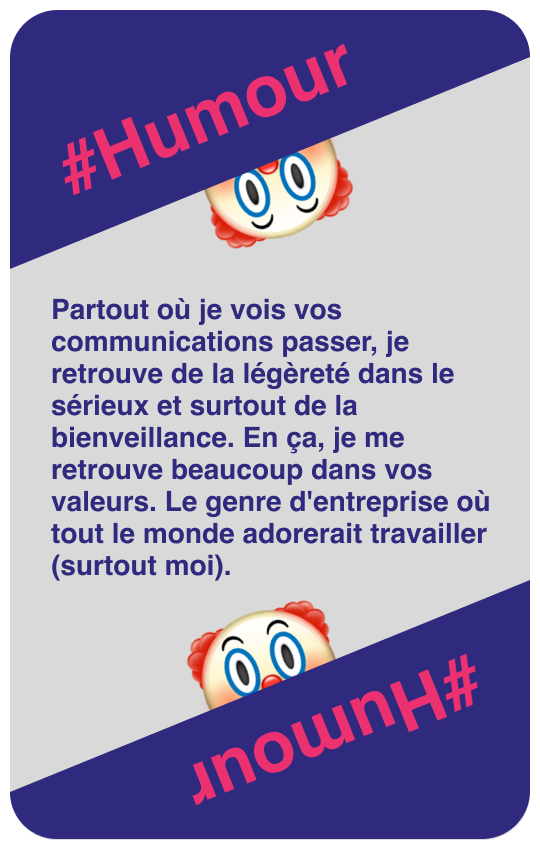 #Humour
Partout où je vois vos
communications passer, je
retrouve de la légèreté dans le
sérieux et surtout de la
bienveillance. En ça, je me
retrouve beaucoup dans vos
valeurs. Le genre d'entreprise où
tout le monde adorerait travailler
(surtout moi).
#Humour